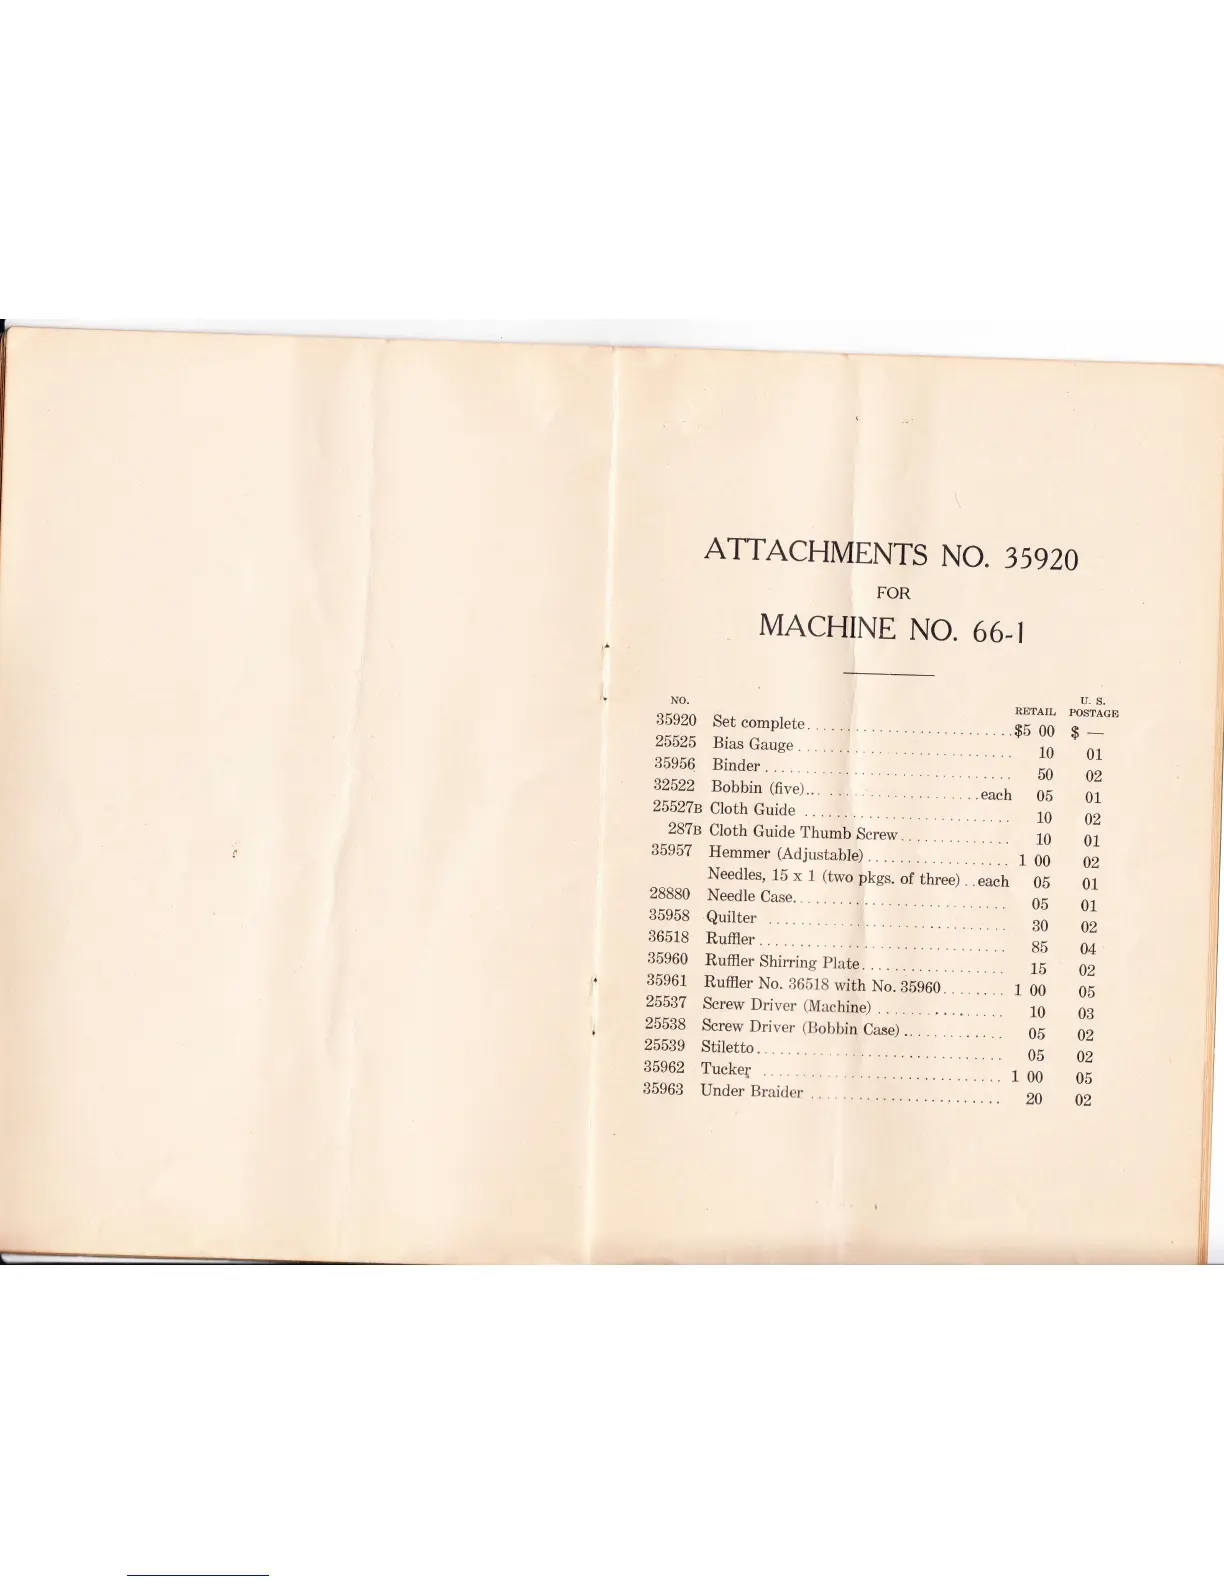 ATTACHMENTS NO. 35920
FOR
MACHINE NO. 66-1
NO. RETAIL U. S. POSTAGE
35920 Set complete. . . . . . . . . . . . . . . . . . . . . . . . . $5 00 $ —
25525 Bias Gauge . . . . . . . . . . . . . . . . . . . . . . . . . . 10 01
35956 Binder . . . . . . . . . . . . . . . . . . . . . . . . . . . . . . 50 02
32522 Bobbin (five)... . . . . . . . . . . . . . . . . . . . each 05 01
25527B Cloth Guide . . . . . . . . . . . . . . . . . . . . . . . . . 10 02
287B Cloth Guide Thumb Screw. . . . . . . . . . . . . . 10 01
35957 Hemmer (Adjustable) . . . . . . . . . . . . . . . . . . 1 00 02
Needles, 15 x 1 (two pkgs. of three) . . each 05 01
28880 Needle Case. . . . . . . . . . . . . . . . . . . . . . . . . . 05 01
35958 Quilter . . . . . . . . . . . . . . . . . . . . . . . . . . . . . 30 02
36518 Ruffler . . . . . . . . . . . . . . . . . . . . . . . . . . . . . . 85 04
35960 Ruffler Shirring Plate. . . . . . . . . . . . . . . . . . 15 02
35961 Ruffler No. 36518 with No. 35960. . . . . . . . 1 00 05
25537 Screw Driver (Machine) . . . . . . . . . . . . . . . . 10 03
25538 Screw Driver (Bobbin Case) . . . . . . . . . . . . . 05 02
25539 Stiletto . . . . . . . . . . . . . . . . . . . . . . . . . . . . . . 05 02
35962 Tucker . . . . . . . . . . . . . . . . . . . . . . . . . . . . . 1 00 05
35963 Under Braider . . . . . . . . . . . . . . . . . . . . . . . . 20 02